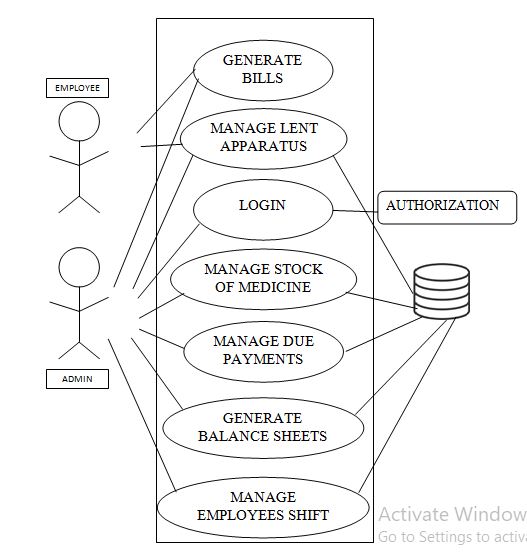 GENERATE
BILLS
EMPLOYEE
MANAGE LENT
APPARATUS
LOGIN
AUTHORIZATION
MANAGE STOCK
OF MEDICINE
MANAGE DUE
PAYMENTS
ADMIN
GENERATE
BALANCE SHEETS
MANAGE
EMPLOYEES SHIFT
Activate Window
Go to Settings to activ